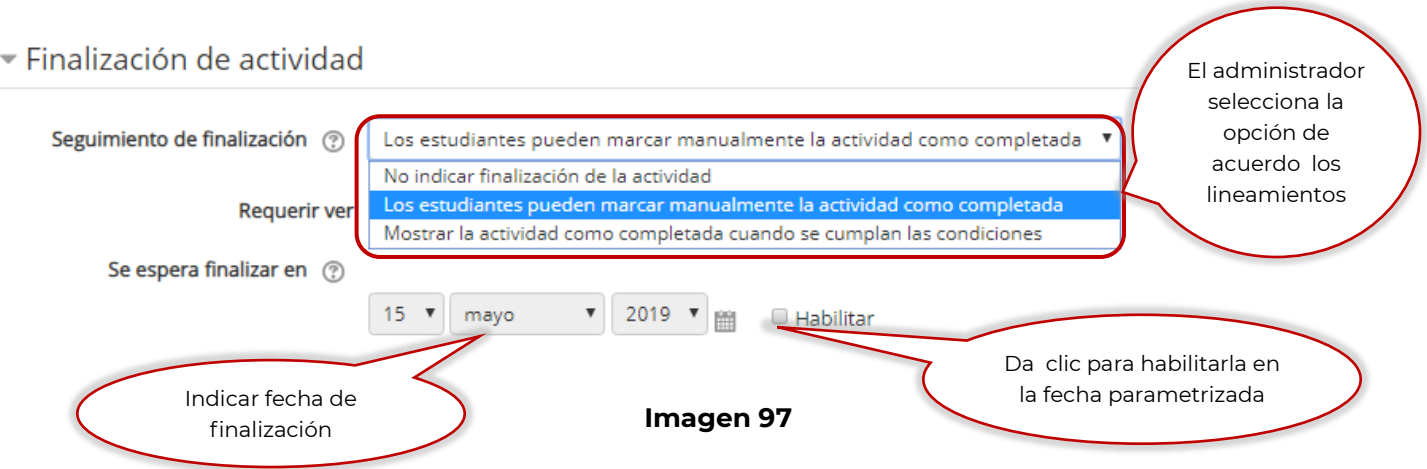 Finalización de actividad
El administrador
selecciona la
opción de
acuerdo los
lineamientos
Seguimiento de finalización
Los estudiantes pueden marcar manualmente la actividad como completada
No indicar finalización de la actividad
Requerir ver
Los estudiantes pueden marcar manualmente la actividad como completada
Mostrar la actividad como completada cuando se cumplan las condiciones
Se espera finalizar en
15 mayo 2019 Habilitar
Da clic para habilitarla en
la fecha parametrizada
Indicar fecha de
finalización
Imagen 97